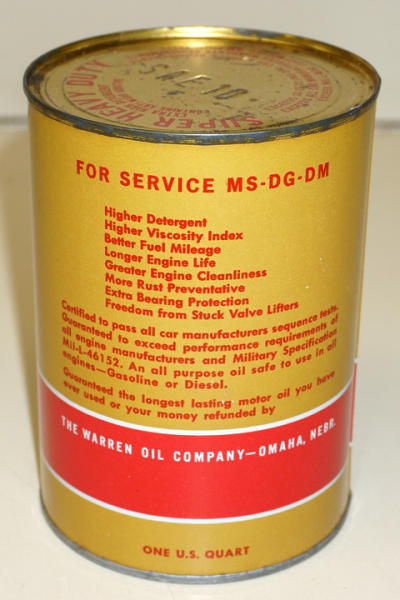 SUPER HEAVY DUTY
SAE 10
FOR SERVICE MS-DG-DM
Higher Detergent
Higher Viscosity Index
Better Fuel Mileage
Longer Engine Life
Greater Engine Cleanliness
More Rust Preventative
Extra Bearing Protection
Freedom from Stuck Valve Lifters
Certified to pass all car manufacturers sequence tests.
Guaranteed to exceed performance requirements of
all engine manufacturers and Military Specification
Mil-L-46152. An all purpose oil safe to use in all
engines—Gasoline or Diesel.
Guaranteed the longest lasting motor oil you have
ever used or your money refunded by
THE WARREN OIL COMPANY—OMAHA, NEBR.
ONE U.S. QUART